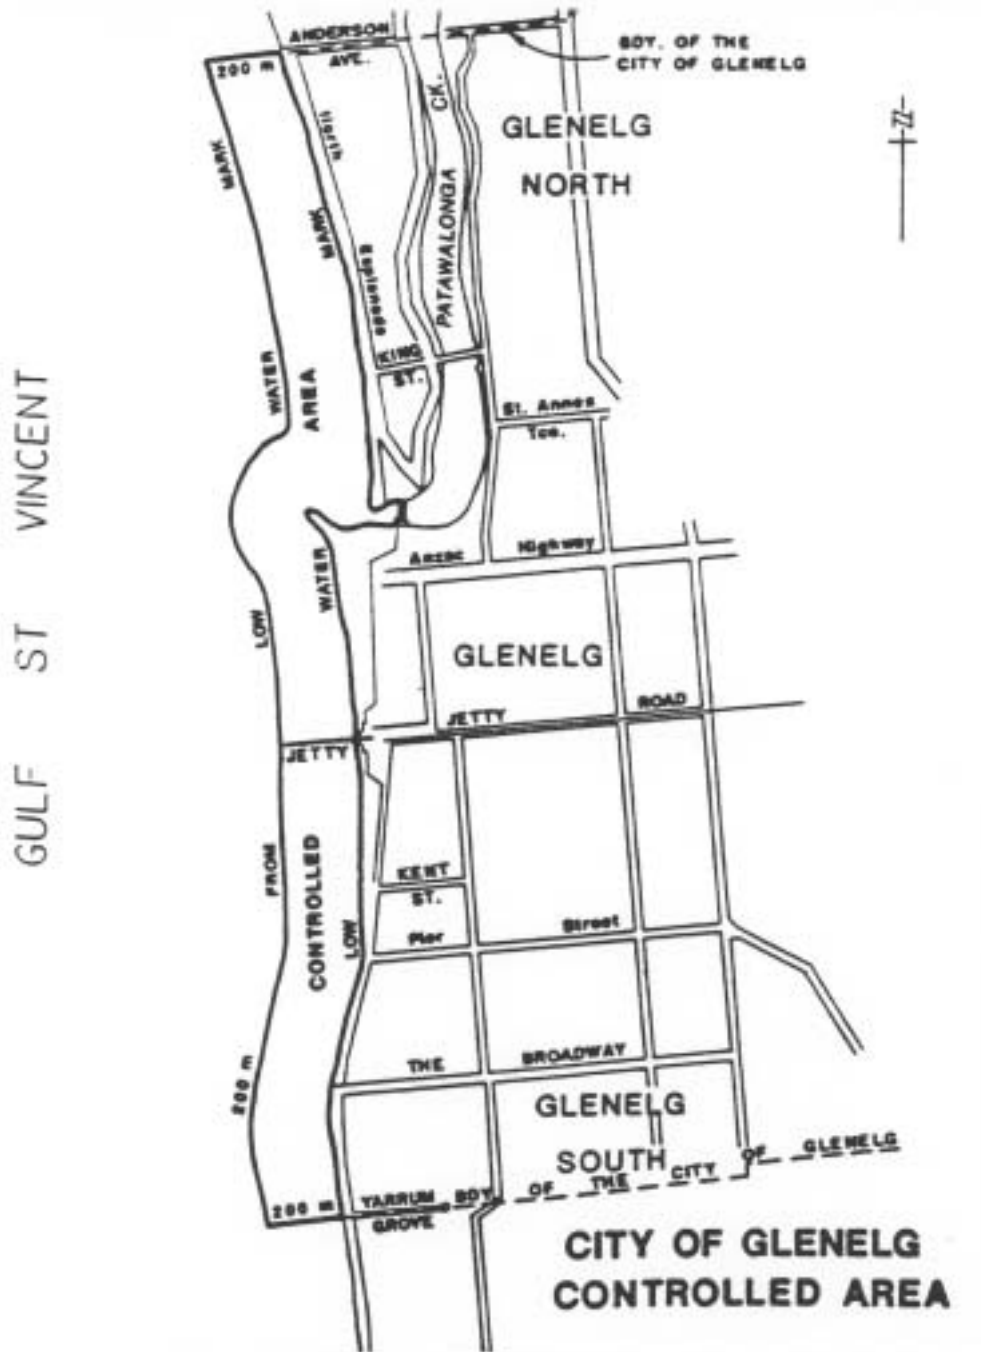 ANDERSON
AVE.
BDY. OF THE
CITY OF GLENELG
200 m
CK.
PATAWALONGA
GLENELG
NORTH
N
MARK
North
MARK
Esplanade
KING
ST.
WATER
AREA
St. Annes
Tce.
GULF ST VINCENT
Anzac Highway
WATER
LOW
GLENELG
JETTY ROAD
JETTY
FROM
CONTROLLED
LOW
KENT
ST.
Pier Street
THE BROADWAY
200 m
GLENELG
SOUTH
200 m
YARRUM
GROVE
BDY OF THE CITY OF GLENELG
CITY OF GLENELG
CONTROLLED AREA